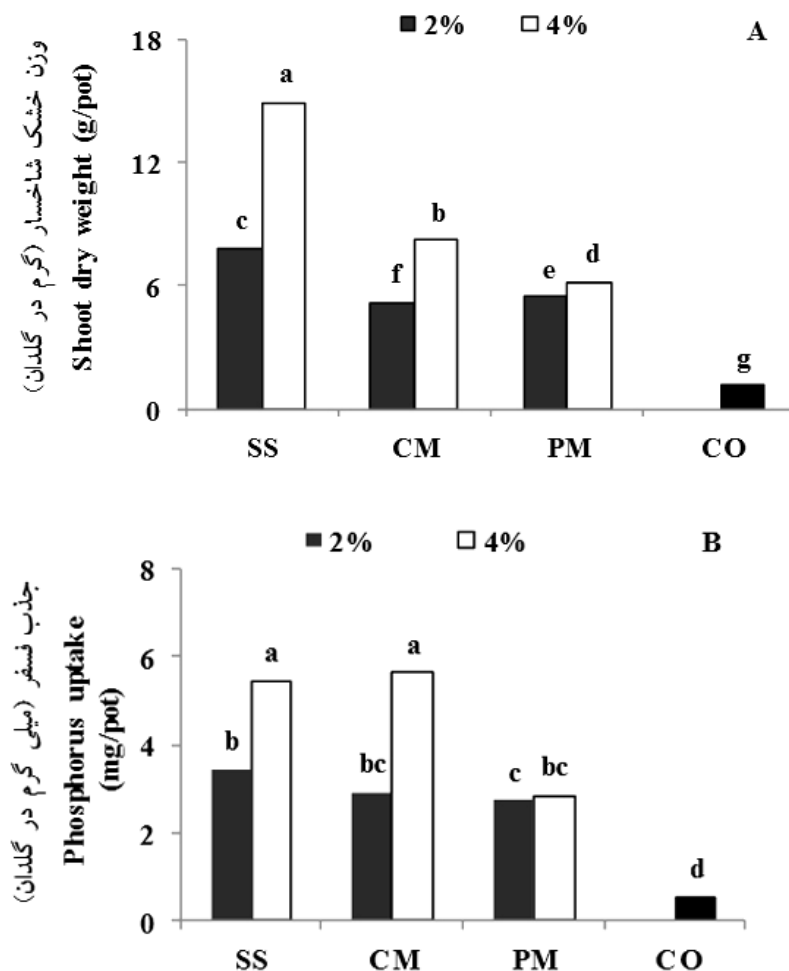 2% 4% A
وزن خشک شاخسار (گرم در گلدان)
Shoot dry weight (g/pot)
18
12
6
0
a
c
b
f
e
d
g
SS CM PM CO
2% 4% B
جذب فسفر (میلی گرم در گلدان)
Phosphorus uptake
(mg/pot)
8
6
4
2
0
a
b
a
bc
c
bc
d
SS CM PM CO